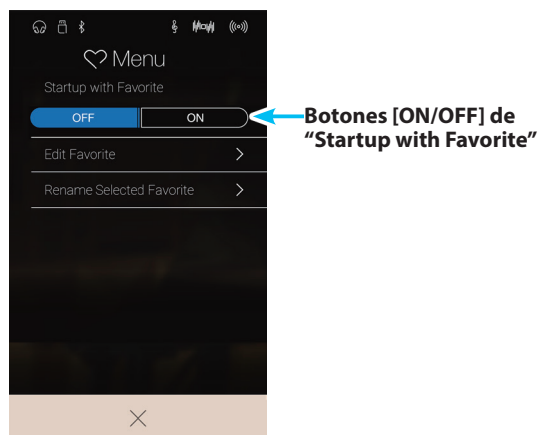 Menu
Startup with Favorite
OFF ON
Botones [ON/OFF] de
“Startup with Favorite”
Edit Favorite
Rename Selected Favorite